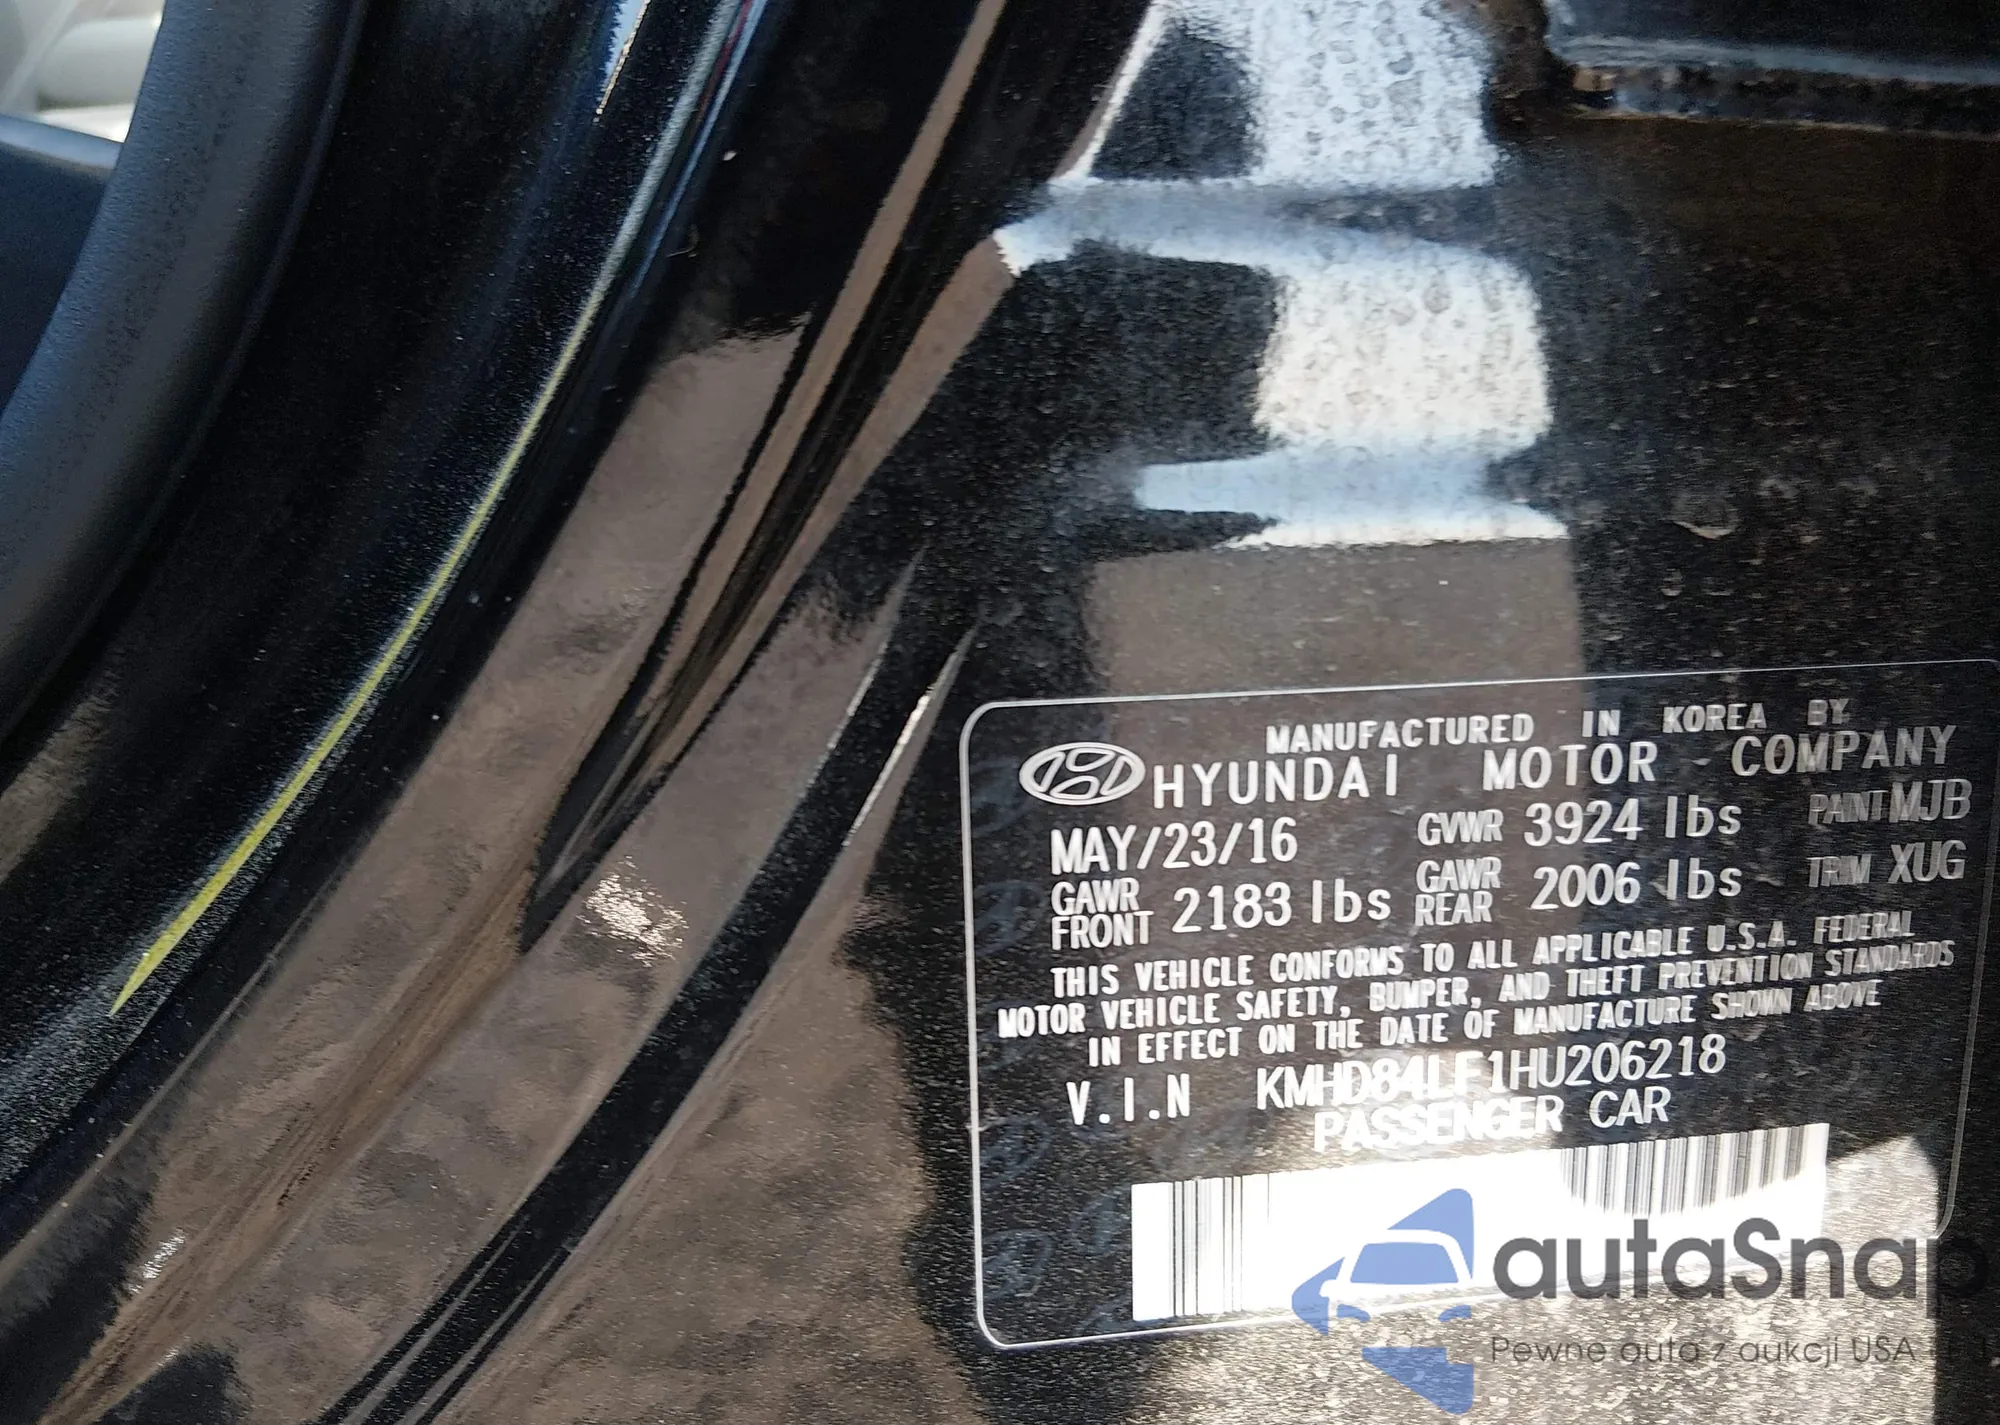 MANUFACTURED IN KOREA BY
HYUNDAI MOTOR COMPANY
MAY/23/16 GVWR 3924 lbs PAINT MJB
GAWR FRONT 2183 lbs GAWR REAR 2006 lbs TRIM XUG
THIS VEHICLE CONFORMS TO ALL APPLICABLE U.S.A. FEDERAL
MOTOR VEHICLE SAFETY, BUMPER, AND THEFT PREVENTION STANDARDS
IN EFFECT ON THE DATE OF MANUFACTURE SHOWN ABOVE
V.I.N KMHD84LF1HU206218
PASSENGER CAR
autaSnap
Pewne auta z aukcji USA